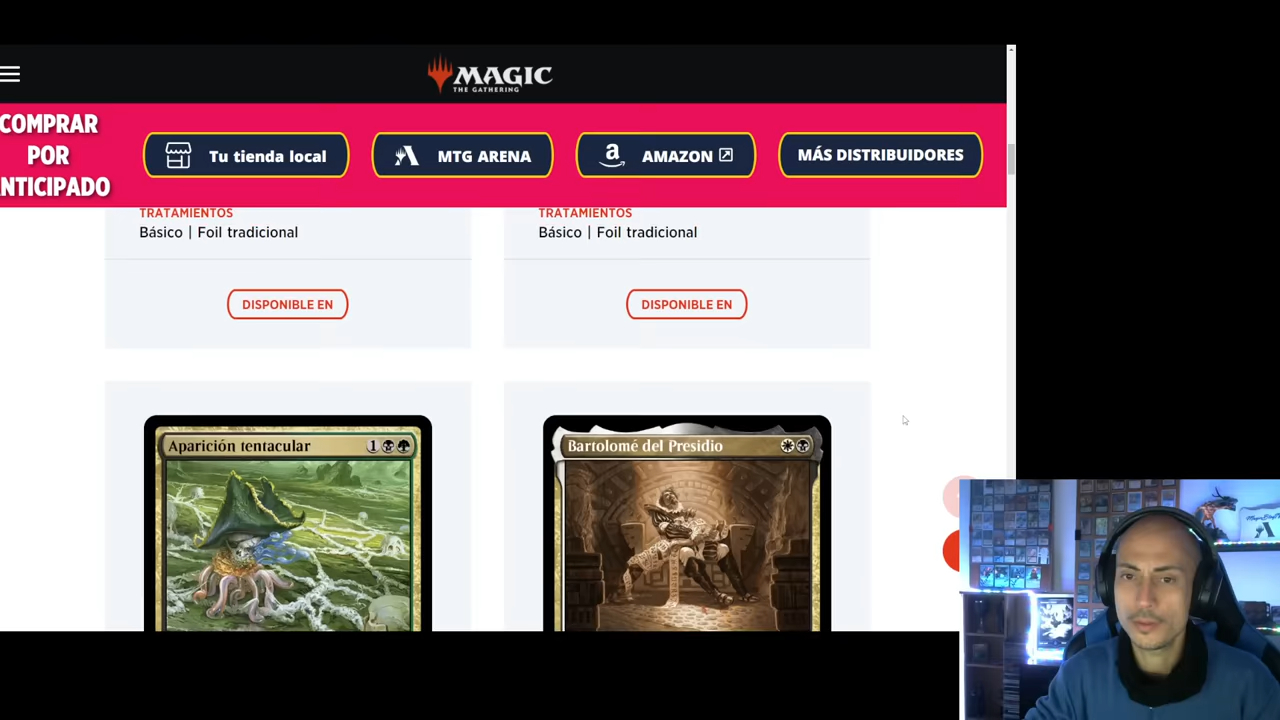 MAGIC
THE GATHERING
COMPRAR
POR
NTICIPADO
Tu tienda local
MTG ARENA
AMAZON
MÁS DISTRIBUIDORES
TRATAMIENTOS
Básico | Foil tradicional
DISPONIBLE EN
TRATAMIENTOS
Básico | Foil tradicional
DISPONIBLE EN
Aparición tentacular 1
Bartolomé del Presidio